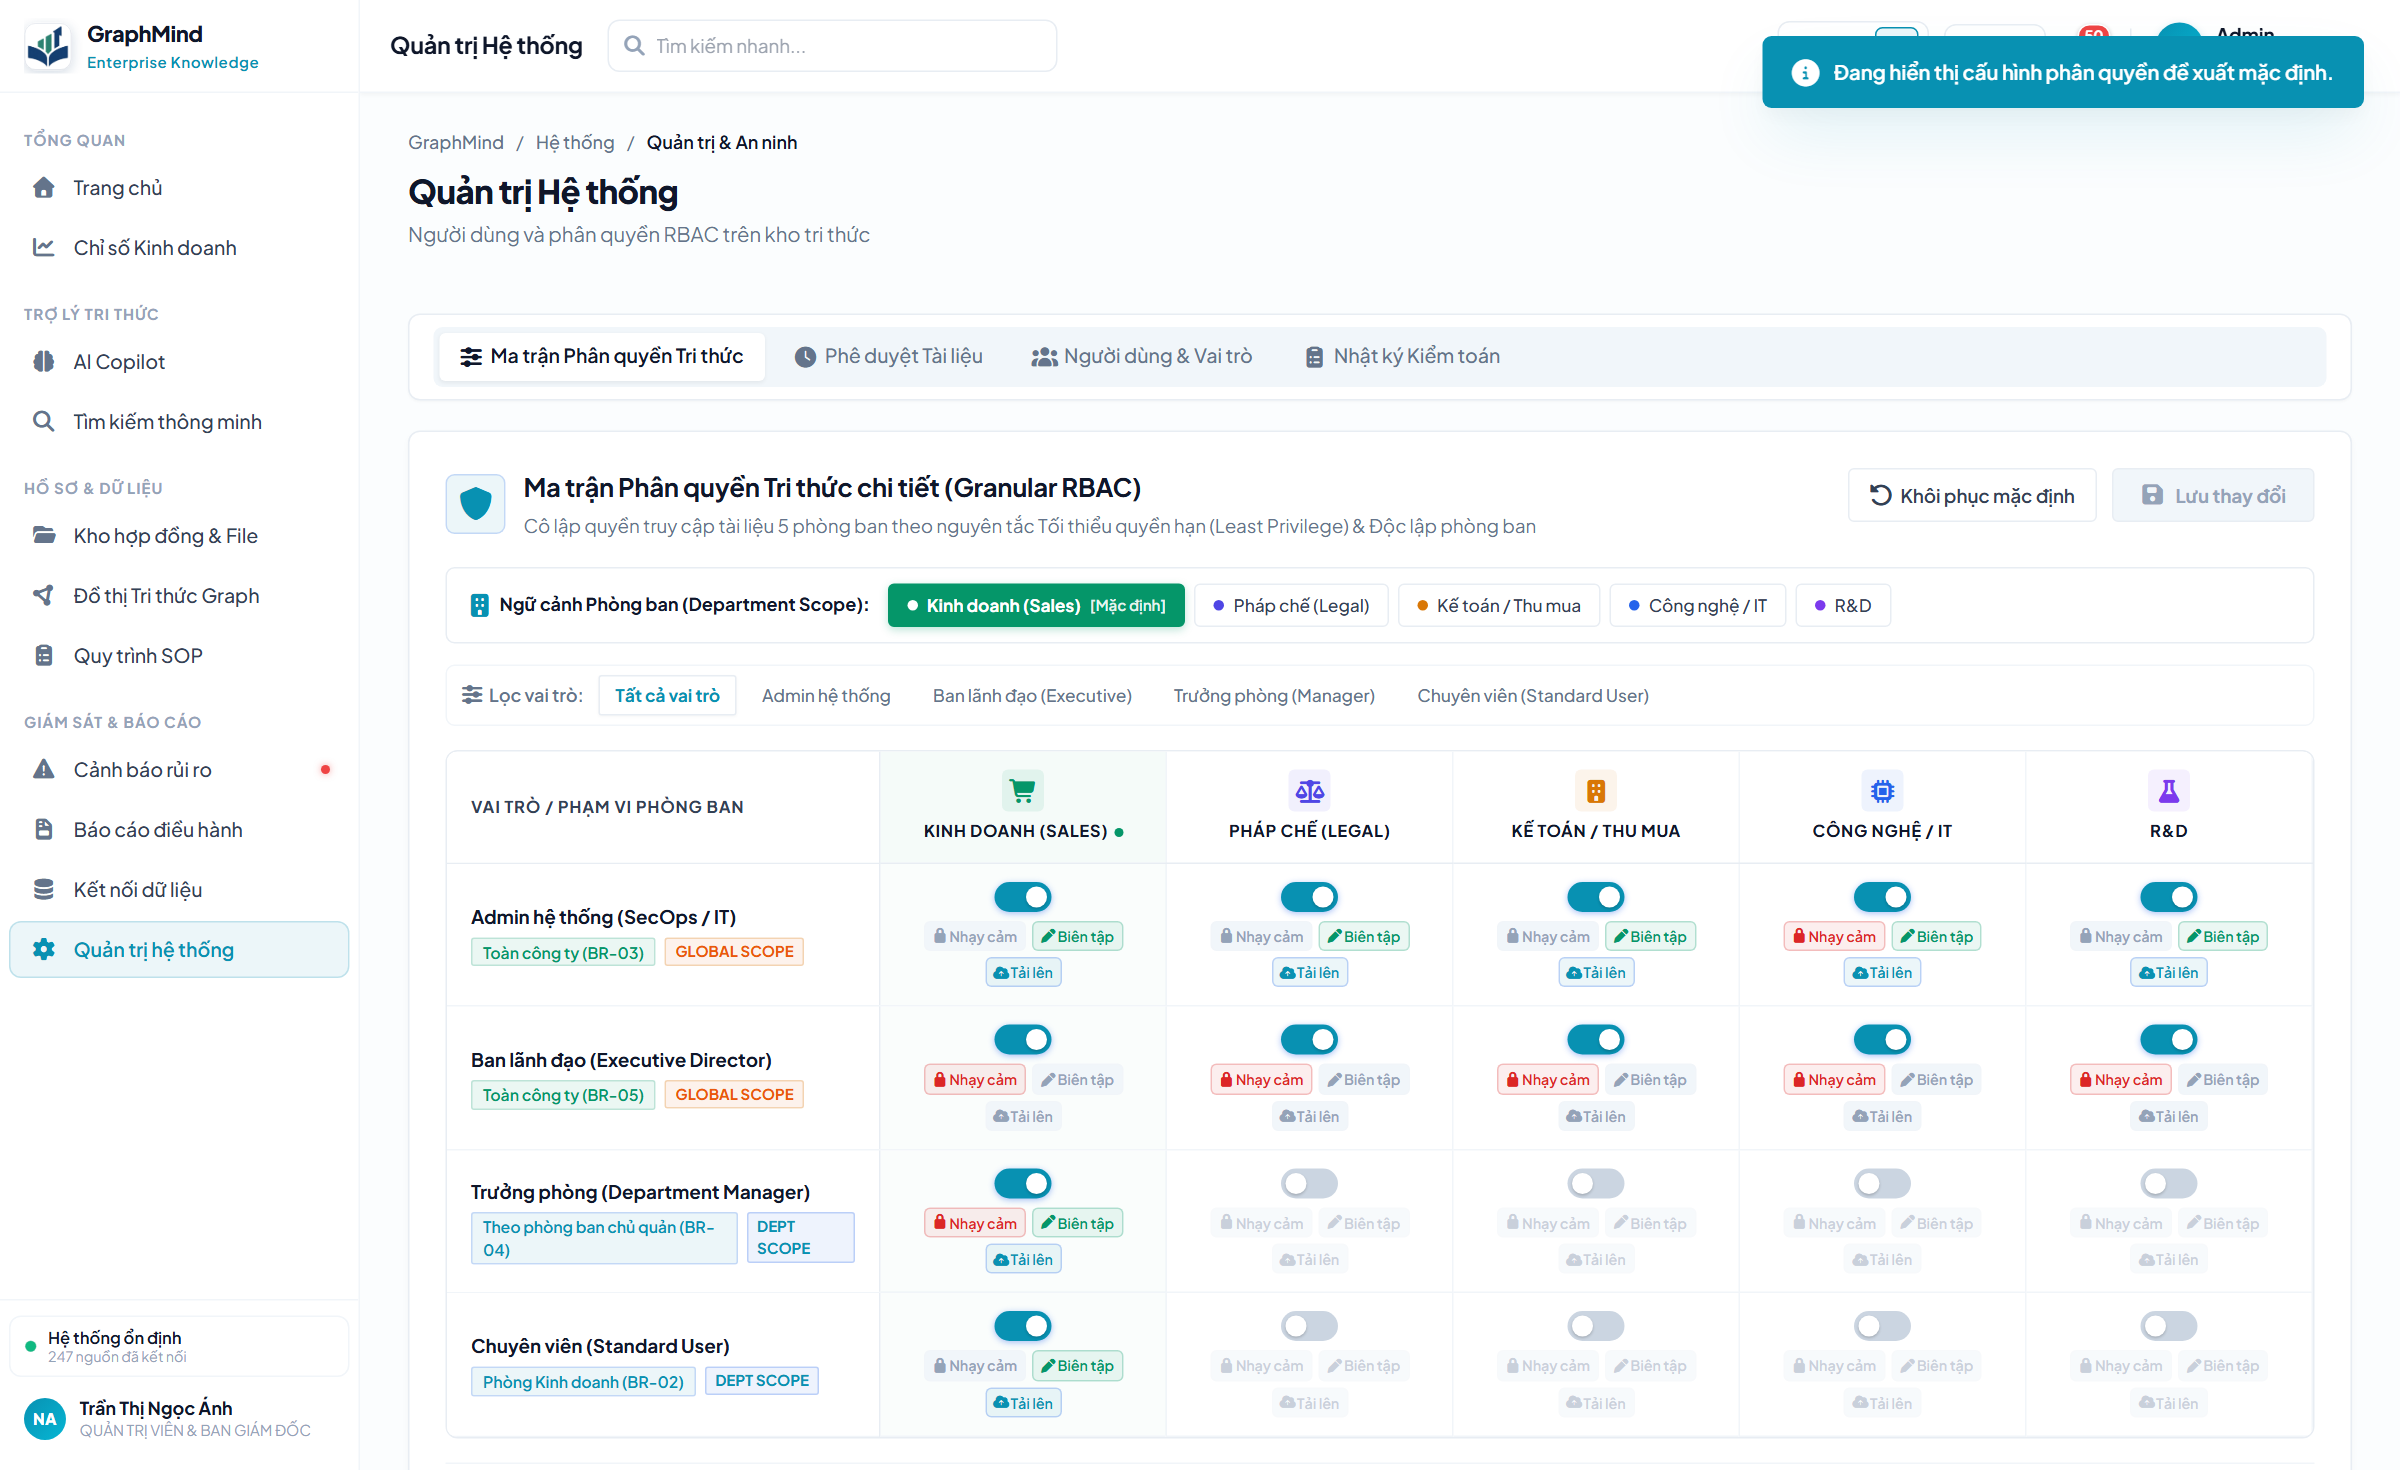 GraphMind
Enterprise Knowledge
TỔNG QUAN
Trang chủ
Chỉ số Kinh doanh
TRỢ LÝ TRI THỨC
AI Copilot
Tìm kiếm thông minh
HỒ SƠ & DỮ LIỆU
Kho hợp đồng & File
Đồ thị Tri thức Graph
Quy trình SOP
GIÁM SÁT & BÁO CÁO
Cảnh báo rủi ro
Báo cáo điều hành
Kết nối dữ liệu
Quản trị hệ thống
Hệ thống ổn định
247 nguồn đã kết nối
NA
Trần Thị Ngọc Ánh
QUẢN TRỊ VIÊN & BAN GIÁM ĐỐC
Quản trị Hệ thống
Tìm kiếm nhanh...
50
Admin
Đang hiển thị cấu hình phân quyền đề xuất mặc định.
GraphMind / Hệ thống / Quản trị & An ninh
Quản trị Hệ thống
Người dùng và phân quyền RBAC trên kho tri thức
Ma trận Phân quyền Tri thức
Phê duyệt Tài liệu
Người dùng & Vai trò
Nhật ký Kiểm toán
Ma trận Phân quyền Tri thức chi tiết (Granular RBAC)
Cô lập quyền truy cập tài liệu 5 phòng ban theo nguyên tắc Tối thiểu quyền hạn (Least Privilege) & Độc lập phòng ban
Khôi phục mặc định
Lưu thay đổi
Ngữ cảnh Phòng ban (Department Scope):
Kinh doanh (Sales) [Mặc định]
Pháp chế (Legal)
Kế toán / Thu mua
Công nghệ / IT
R&D
Lọc vai trò:
Tất cả vai trò
Admin hệ thống
Ban lãnh đạo (Executive)
Trưởng phòng (Manager)
Chuyên viên (Standard User)
VAI TRÒ / PHẠM VI PHÒNG BAN
KINH DOANH (SALES)
PHÁP CHẾ (LEGAL)
KẾ TOÁN / THU MUA
CÔNG NGHỆ / IT
R&D
Admin hệ thống (SecOps / IT)
Toàn công ty (BR-03) GLOBAL SCOPE
Nhạy cảm Biên tập
Tải lên
Nhạy cảm Biên tập
Tải lên
Nhạy cảm Biên tập
Tải lên
Nhạy cảm Biên tập
Tải lên
Nhạy cảm Biên tập
Tải lên
Ban lãnh đạo (Executive Director)
Toàn công ty (BR-05) GLOBAL SCOPE
Nhạy cảm Biên tập
Tải lên
Nhạy cảm Biên tập
Tải lên
Nhạy cảm Biên tập
Tải lên
Nhạy cảm Biên tập
Tải lên
Nhạy cảm Biên tập
Tải lên
Trưởng phòng (Department Manager)
Theo phòng ban chủ quản (BR-
04)
DEPT
SCOPE
Nhạy cảm Biên tập
Tải lên
Nhạy cảm Biên tập
Tải lên
Nhạy cảm Biên tập
Tải lên
Nhạy cảm Biên tập
Tải lên
Nhạy cảm Biên tập
Tải lên
Chuyên viên (Standard User)
Phòng Kinh doanh (BR-02) DEPT SCOPE
Nhạy cảm Biên tập
Tải lên
Nhạy cảm Biên tập
Tải lên
Nhạy cảm Biên tập
Tải lên
Nhạy cảm Biên tập
Tải lên
Nhạy cảm Biên tập
Tải lên